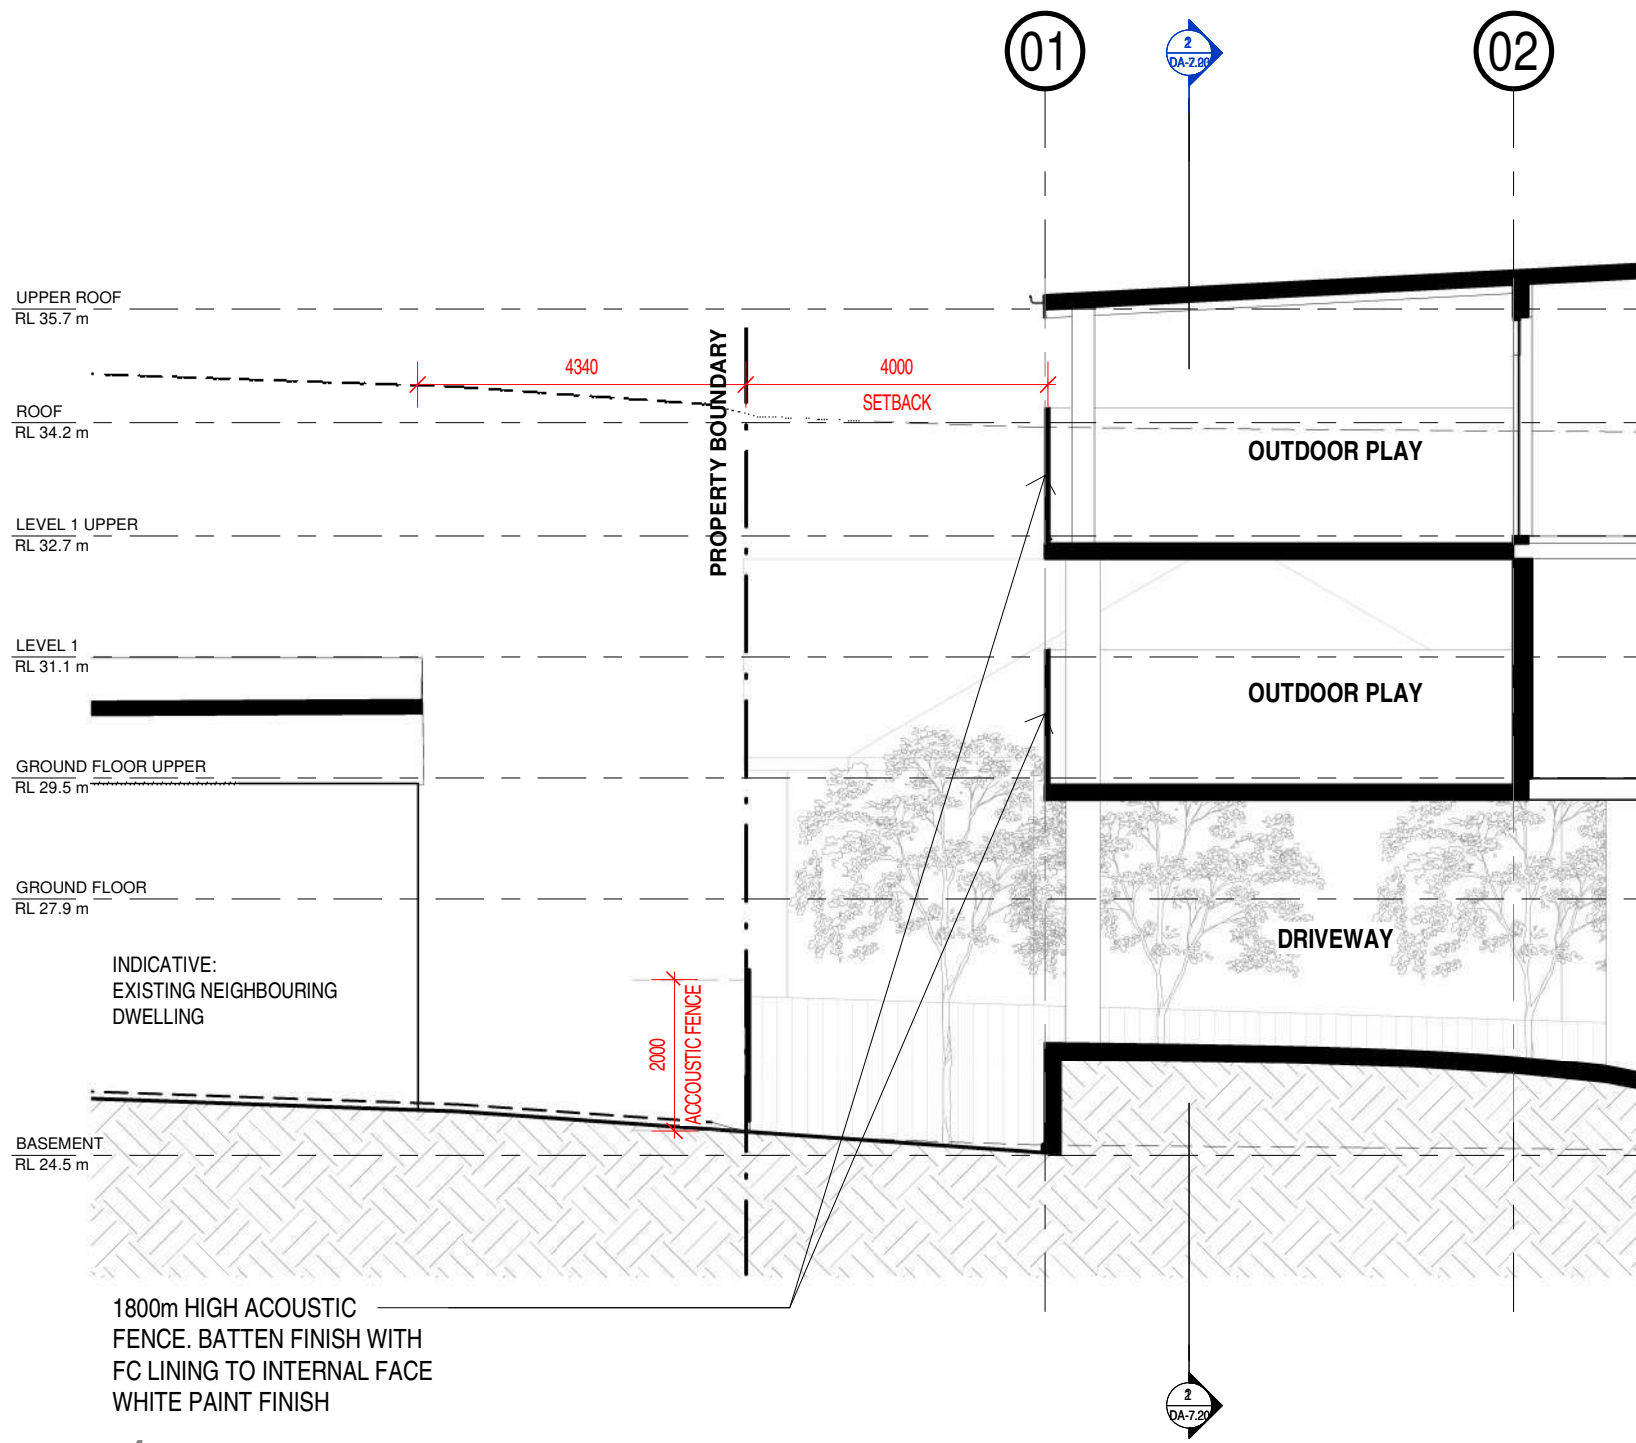 01
2
DA-7.20
02
UPPER ROOF
RL 35.7 m
PROPERTY BOUNDARY
4340
4000
SETBACK
ROOF
RL 34.2 m
OUTDOOR PLAY
LEVEL 1 UPPER
RL 32.7 m
LEVEL 1
RL 31.1 m
OUTDOOR PLAY
GROUND FLOOR UPPER
RL 29.5 m
GROUND FLOOR
RL 27.9 m
DRIVEWAY
INDICATIVE:
EXISTING NEIGHBOURING
DWELLING
2000
ACCOUSTIC FENCE
BASEMENT
RL 24.5 m
1800m HIGH ACOUSTIC
FENCE. BATTEN FINISH WITH
FC LINING TO INTERNAL FACE
WHITE PAINT FINISH
2
DA-7.20